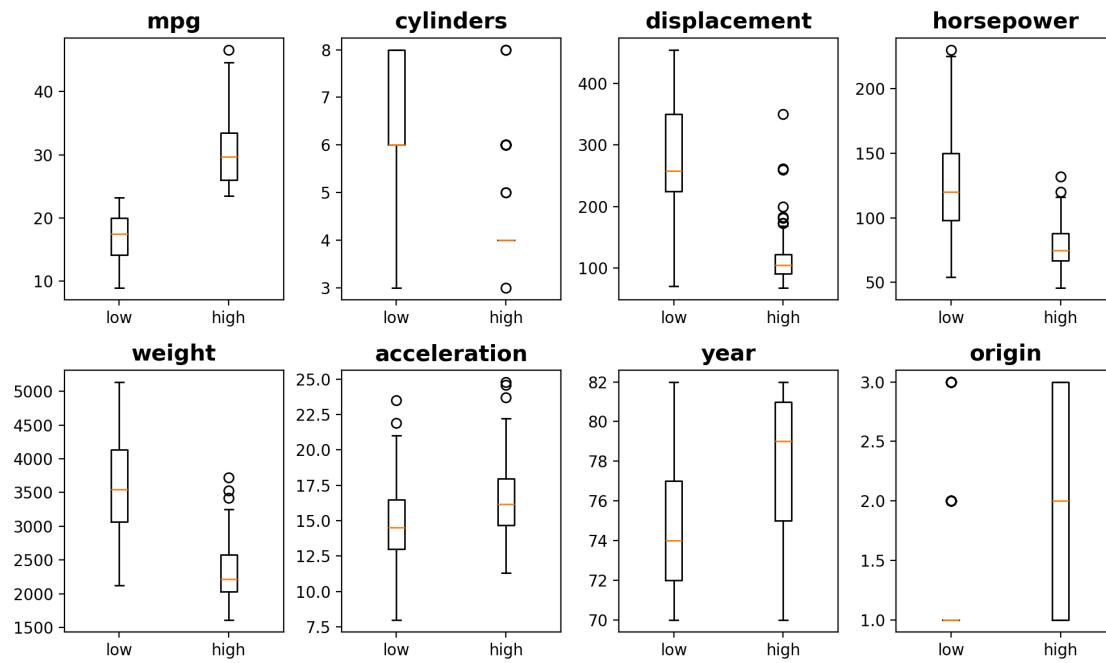 mpg
cylinders
displacement
horsepower
40
30
20
10
low
high
8
7
6
5
4
3
low
high
400
300
200
100
low
high
200
150
100
50
low
high
weight
acceleration
year
origin
5000
4500
4000
3500
3000
2500
2000
1500
low
high
25.0
22.5
20.0
17.5
15.0
12.5
10.0
7.5
low
high
82
80
78
76
74
72
70
low
high
3.0
2.5
2.0
1.5
1.0
low
high